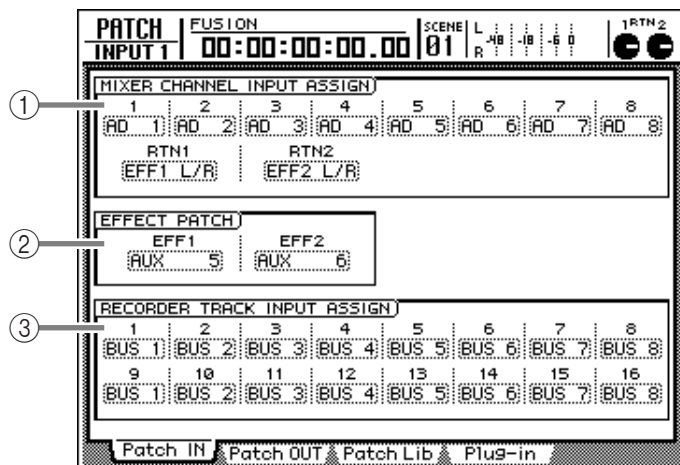 PATCH FUSION SCENE L -48 -18 -6 0 1 RTN 2
INPUT 1 00:00:00:00.00 01 R
① MIXER CHANNEL INPUT ASSIGN
1 2 3 4 5 6 7 8
AD 1 AD 2 AD 3 AD 4 AD 5 AD 6 AD 7 AD 8
RTN1 RTN2
EFF1 L/R EFF2 L/R
EFFECT PATCH
② EFF1 EFF2
AUX 5 AUX 6
③ RECORDER TRACK INPUT ASSIGN
1 2 3 4 5 6 7 8
BUS 1 BUS 2 BUS 3 BUS 4 BUS 5 BUS 6 BUS 7 BUS 8
9 10 11 12 13 14 15 16
BUS 1 BUS 2 BUS 3 BUS 4 BUS 5 BUS 6 BUS 7 BUS 8
Patch IN Patch OUT Patch Lib Plug-in